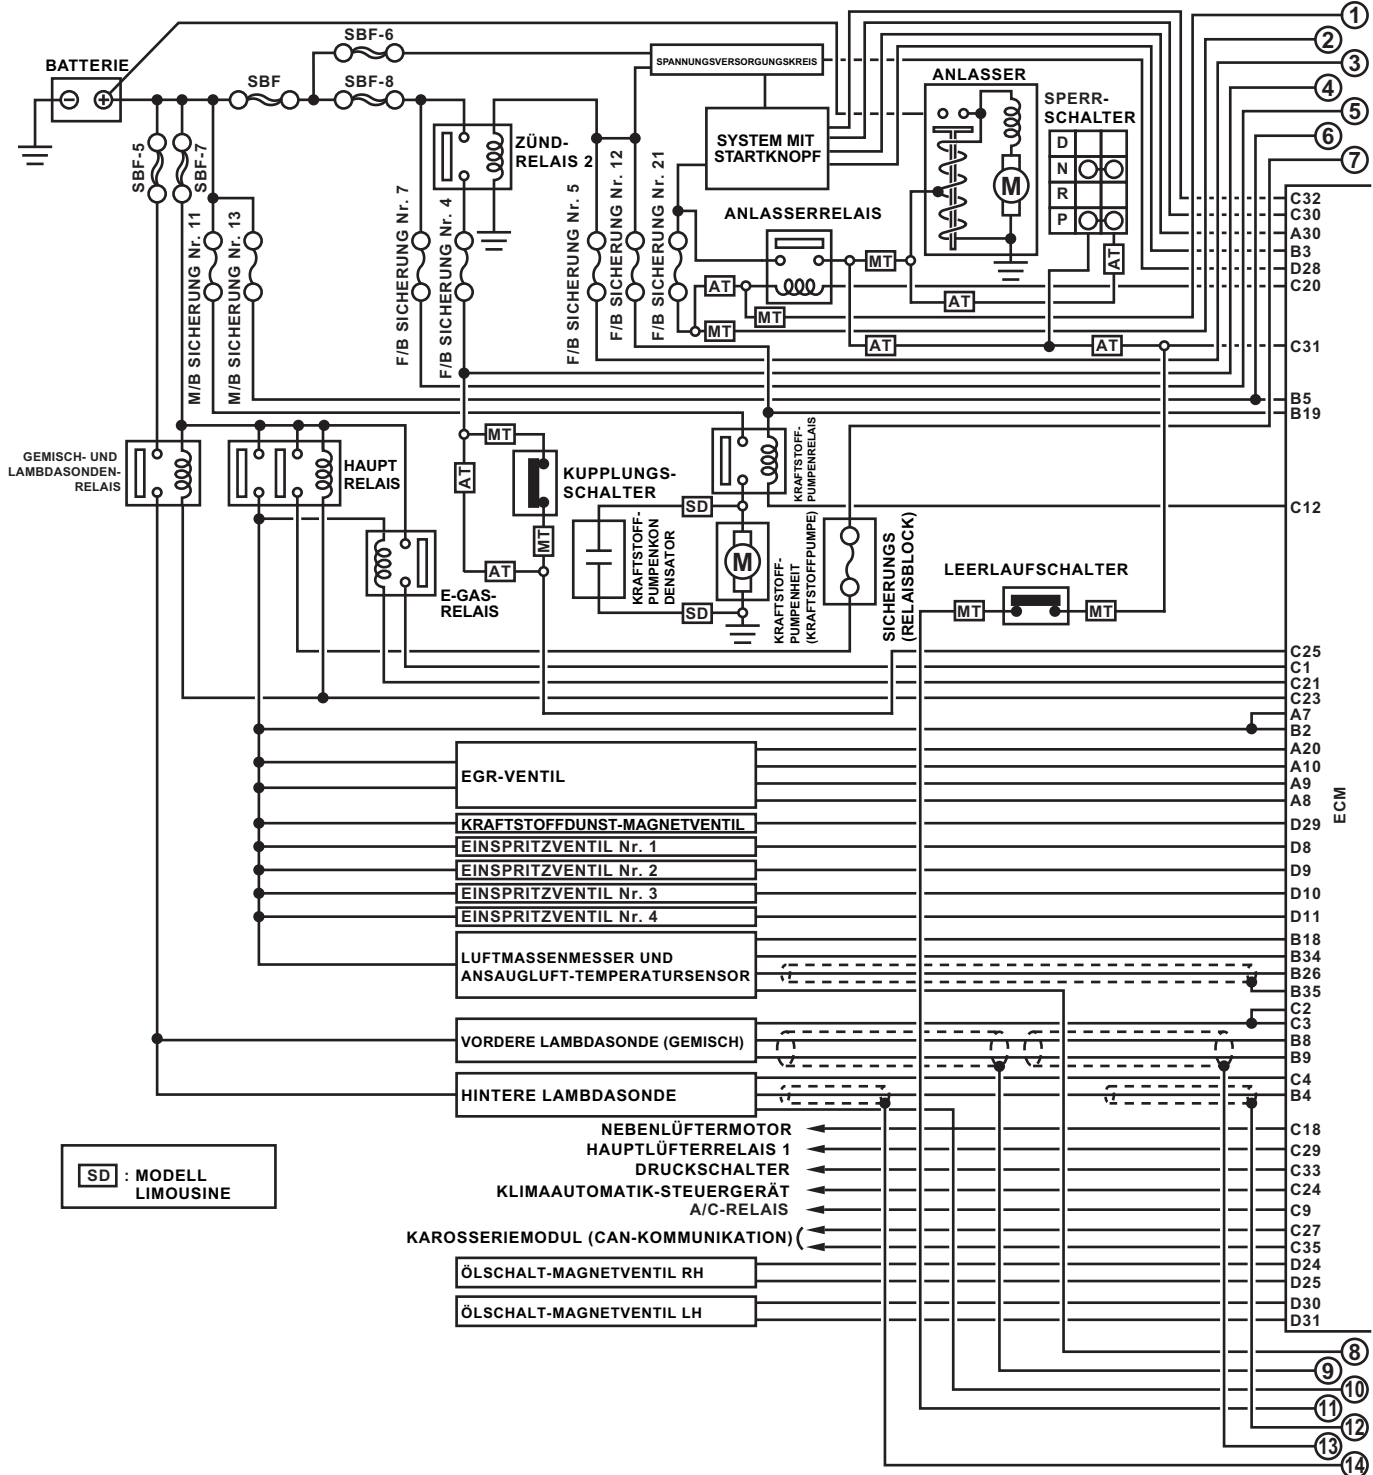 1
SBF-6
2
BATTERIE
SPANNUNGSVERSORGUNGSKREIS
3
SBF
SBF-8
ANLASSER
4
SPERR-
SCHALTER
5
SBF-5
SBF-7
ZÜND-
RELAIS 2
SYSTEM MIT
STARTKNOPF
6
D
N
R
P
7
M
M/B SICHERUNG Nr. 11
M/B SICHERUNG Nr. 13
F/B SICHERUNG Nr. 7
F/B SICHERUNG Nr. 4
F/B SICHERUNG Nr. 5
F/B SICHERUNG Nr. 12
F/B SICHERUNG Nr. 21
ANLASSERRELAIS
MT
AT
AT
AT
MT
MT
AT
AT
C32
C30
A30
B3
D28
C20
C31
B5
B19
GEMISCH- UND
LAMBDASONDEN-
RELAIS
HAUPT
RELAIS
MT
AT
KUPPLUNGS-
SCHALTER
KRAFTSTOFF-
PUMPENRELAIS
MT
AT
SD
C12
KRAFTSTOFF-
PUMPENKON
DENSATOR
M
SD
KRAFTSTOFF-
PUMPENHEIT
(KRAFTSTOFFPUMPE)
SICHERUNGS
(RELAISBLOCK)
E-GAS-
RELAIS
LEERLAUFSCHALTER
MT
MT
C25
C1
C21
C23
A7
B2
ECM
EGR-VENTIL
A20
A10
A9
A8
KRAFTSTOFFDUNST-MAGNETVENTIL
D29
EINSPRITZVENTIL Nr. 1
D8
EINSPRITZVENTIL Nr. 2
D9
EINSPRITZVENTIL Nr. 3
D10
EINSPRITZVENTIL Nr. 4
D11
LUFTMASSENMESSER UND
ANSAUGLUFT-TEMPERATURSENSOR
B18
B34
B26
B35
C2
C3
VORDERE LAMBDASONDE (GEMISCH)
B8
B9
HINTERE LAMBDASONDE
C4
B4
NEBENLÜFTERMOTOR
C18
HAUPTLÜFTERRELAIS 1
C29
DRUCKSCHALTER
C33
KLIMAAUTOMATIK-STEUERGERÄT
C24
A/C-RELAIS
C9
KAROSSERIEMODUL (CAN-KOMMUNIKATION)
C27
C35
ÖLSCHALT-MAGNETVENTIL RH
D24
D25
ÖLSCHALT-MAGNETVENTIL LH
D30
D31
SD : MODELL
LIMOUSINE
8
9
10
11
12
13
14